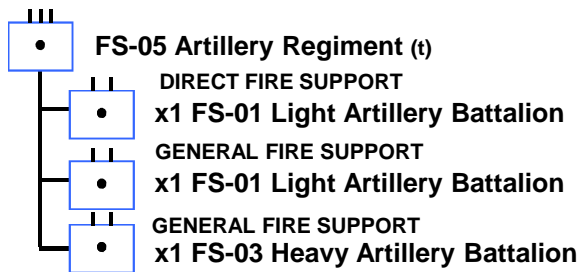 FS-05 Artillery Regiment (t)
DIRECT FIRE SUPPORT
x1 FS-01 Light Artillery Battalion
GENERAL FIRE SUPPORT
x1 FS-01 Light Artillery Battalion
GENERAL FIRE SUPPORT
x1 FS-03 Heavy Artillery Battalion